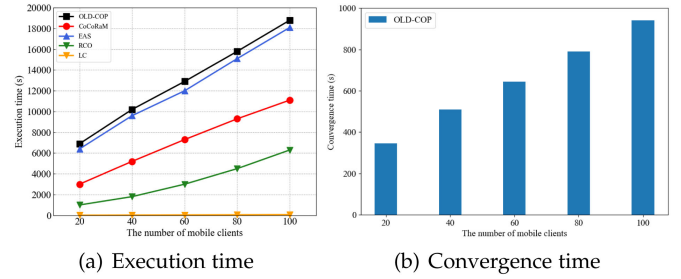 20000
18000
16000
14000
12000
10000
8000
6000
4000
2000
0
Execution time (s)
OLD-COP
CoCoRaM
EAS
RCO
LC
20 40 60 80 100
The number of mobile clients
(a) Execution time
1000
800
600
400
200
0
Convergence time (s)
OLD-COP
20 40 60 80 100
The number of mobile clients
(b) Convergence time